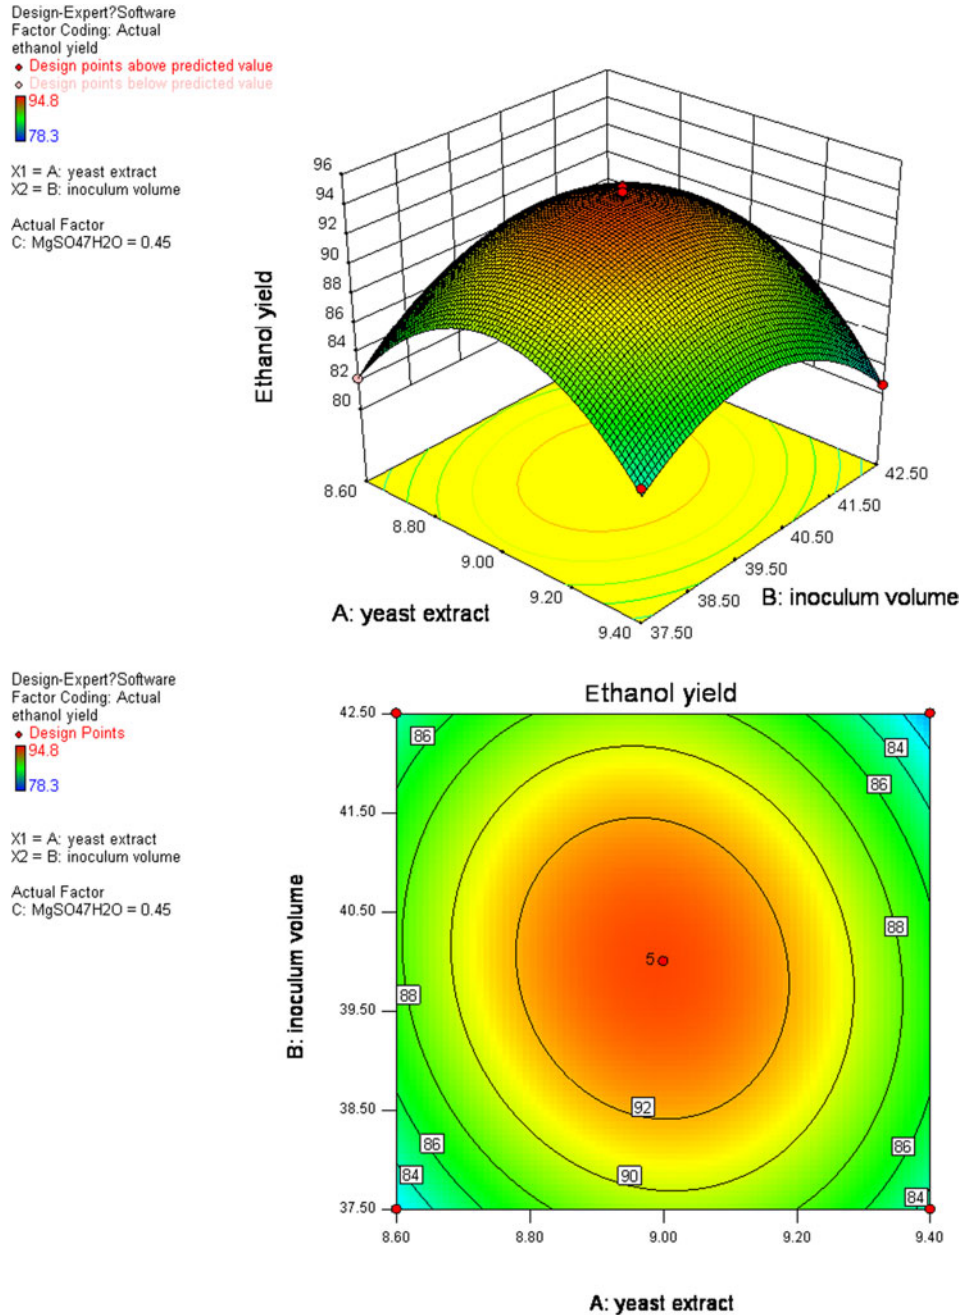 Design-Expert?Software
Factor Coding: Actual
ethanol yield
Design points above predicted value
Design points below predicted value
94.8
78.3
X1 = A: yeast extract
X2 = B: inoculum volume
Actual Factor
C: MgSO47H2O = 0.45
Ethanol yield
96
94
92
90
88
86
84
82
80
8.60
8.80
9.00
9.20
9.40
A: yeast extract
37.50
38.50
39.50
40.50
41.50
42.50
B: inoculum volume
Design-Expert?Software
Factor Coding: Actual
ethanol yield
Design Points
94.8
78.3
X1 = A: yeast extract
X2 = B: inoculum volume
Actual Factor
C: MgSO47H2O = 0.45
Ethanol yield
B: inoculum volume
42.50
41.50
40.50
39.50
38.50
37.50
86
84
86
88
5
88
92
86
86
90
84
84
8.60
8.80
9.00
9.20
9.40
A: yeast extract